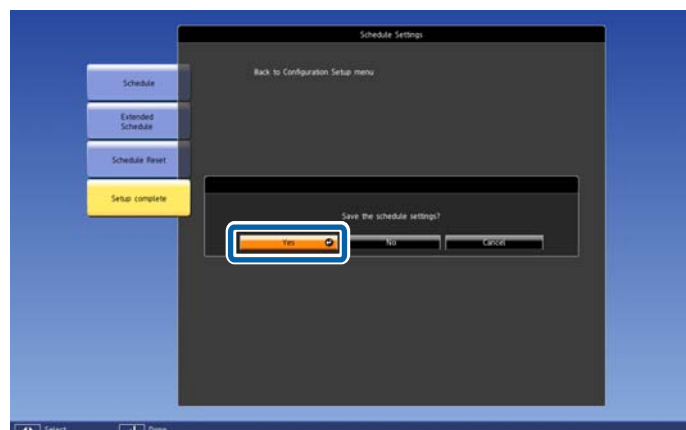 Schedule Settings
Back to Configuration Setup menu
Schedule
Extended
Schedule
Schedule Reset
Setup complete
Save the schedule settings?
Yes No Cancel
Select Done